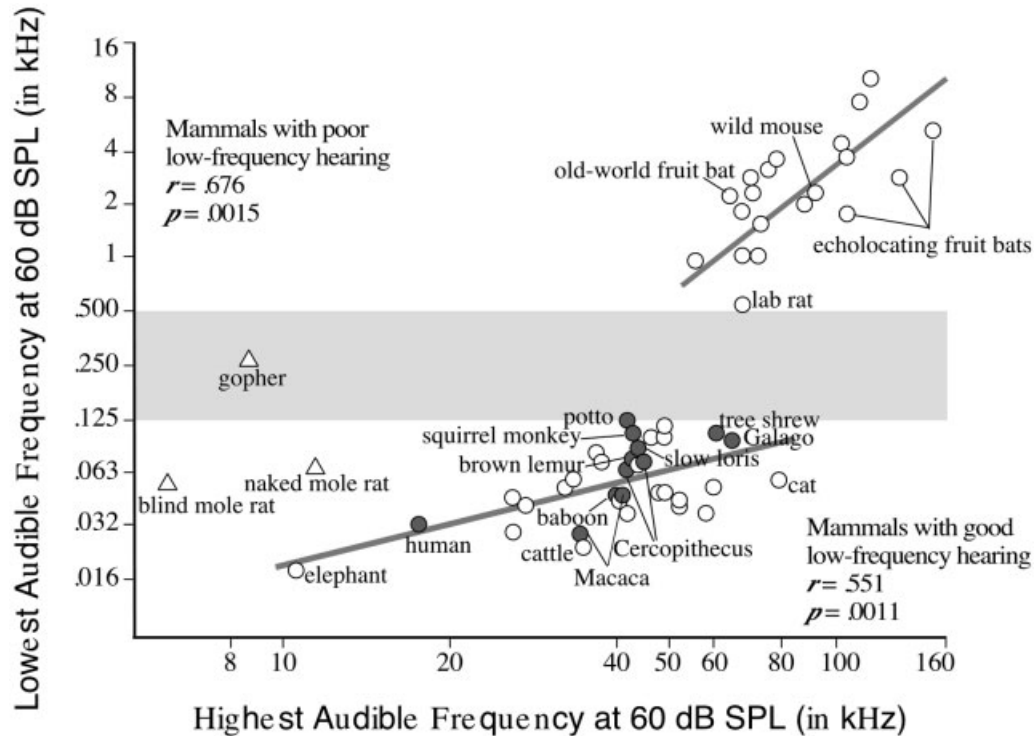 Lowest Audible Frequency at 60 dB SPL (in kHz)
16
8
4
2
1
.500
.250
.125
.063
.032
.016
Mammals with poor
low-frequency hearing
r = .676
p = .0015
wild mouse
old-world fruit bat
echolocating fruit bats
lab rat
gopher
potto
tree shrew
squirrel monkey
Galago
slow loris
brown lemur
naked mole rat
blind mole rat
cat
baboon
human
cattle
Cercopithecus
Macaca
elephant
Mammals with good
low-frequency hearing
r = .551
p = .0011
8
10
20
40
50
60
80
100
160
Highest Audible Frequency at 60 dB SPL (in kHz)